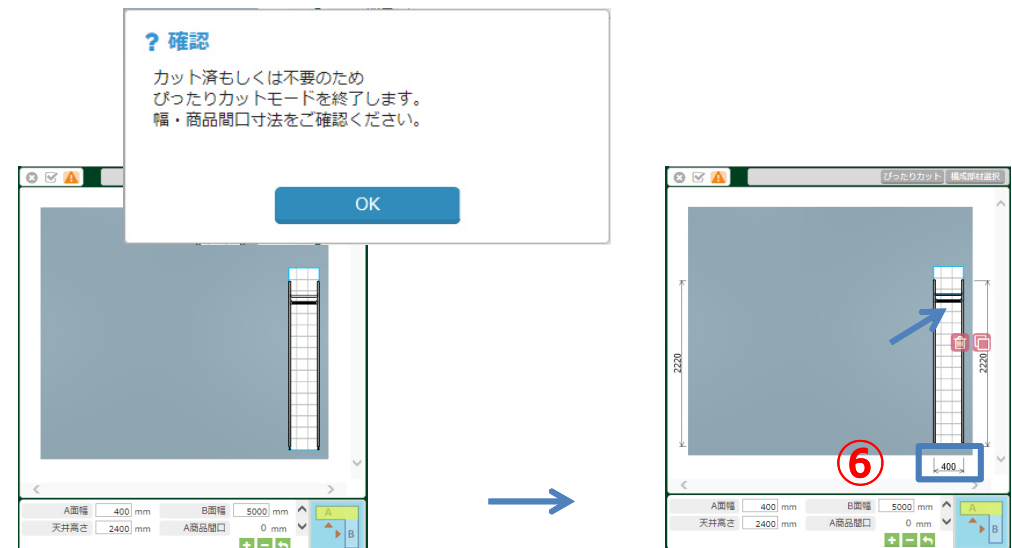 ? 確認
カット済もしくは不要のため
ぴったりカットモードを終了します。
幅・商品間口寸法をご確認ください。
OK
A面幅 400 mm B面幅 5000 mm
天井高さ 2400 mm A商品間口 0 mm
A
B
ぴったりカット 構成部材選択
2220
2220
400
⑥
A面幅 400 mm B面幅 5000 mm
天井高さ 2400 mm A商品間口 0 mm
A
B